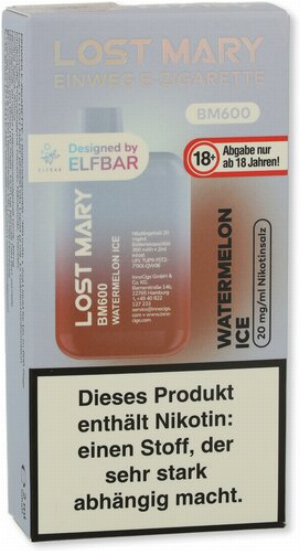 LOST MARY
EINWEG E-ZIGARETTE
BM600
Designed by
ELFBAR
ELFBAR
18+
Abgabe nur
ab 18 Jahren!
LOST MARY
BM600
WATERMELON ICE
WATERMELON
ICE
20 mg/ml Nikotinsalz
Dieses Produkt
enthält Nikotin:
einen Stoff, der
sehr stark
abhängig macht.